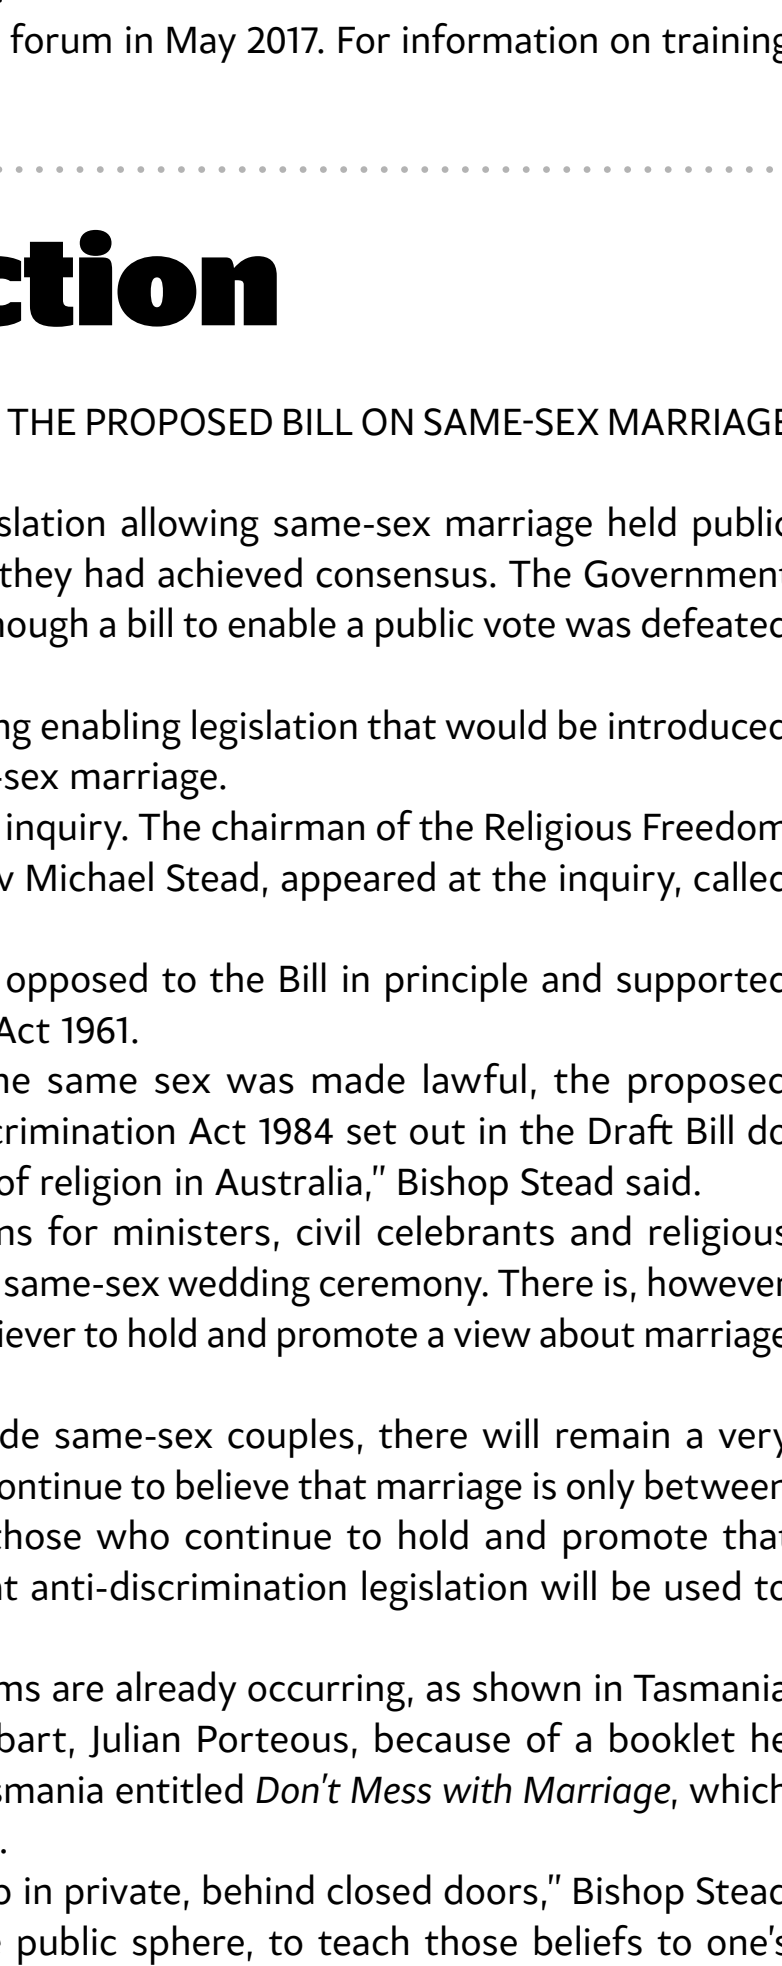 forum in May 2017. For information on training
ction
THE PROPOSED BILL ON SAME-SEX MARRIAGE
slation allowing same-sex marriage held public
they had achieved consensus. The Government
hough a bill to enable a public vote was defeated
ng enabling legislation that would be introduced
-sex marriage.
inquiry. The chairman of the Religious Freedom
v Michael Stead, appeared at the inquiry, called
opposed to the Bill in principle and supported
Act 1961.
he same sex was made lawful, the proposed
crimination Act 1984 set out in the Draft Bill do
of religion in Australia,” Bishop Stead said.
ns for ministers, civil celebrants and religious
same-sex wedding ceremony. There is, however
iever to hold and promote a view about marriage
de same-sex couples, there will remain a very
ontinue to believe that marriage is only between
those who continue to hold and promote that
nt anti-discrimination legislation will be used to
ms are already occurring, as shown in Tasmania
bart, Julian Porteous, because of a booklet he
smania entitled Don’t Mess with Marriage, which
.
o in private, behind closed doors,” Bishop Stead
public sphere, to teach those beliefs to one’s